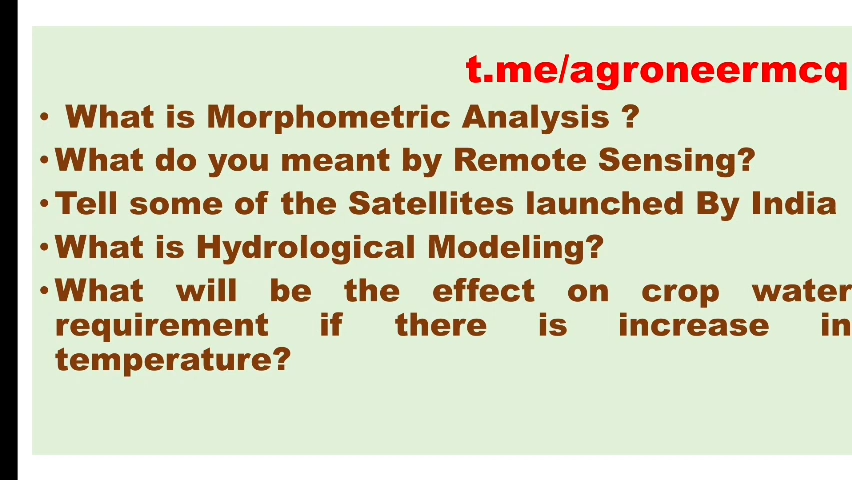 t.me/agroneermcq
• What is Morphometric Analysis ?
• What do you meant by Remote Sensing?
• Tell some of the Satellites launched By India
• What is Hydrological Modeling?
• What will be the effect on crop water
requirement if there is increase in
temperature?